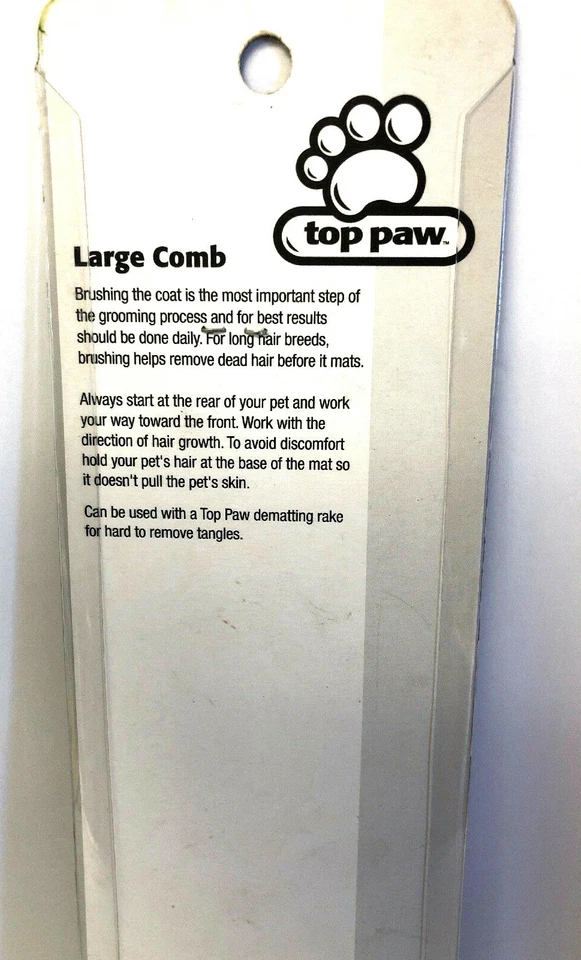 top paw™
Large Comb
Brushing the coat is the most important step of
the grooming process and for best results
should be done daily. For long hair breeds,
brushing helps remove dead hair before it mats.
Always start at the rear of your pet and work
your way toward the front. Work with the
direction of hair growth. To avoid discomfort
hold your pet's hair at the base of the mat so
it doesn't pull the pet's skin.
Can be used with a Top Paw dematting rake
for hard to remove tangles.